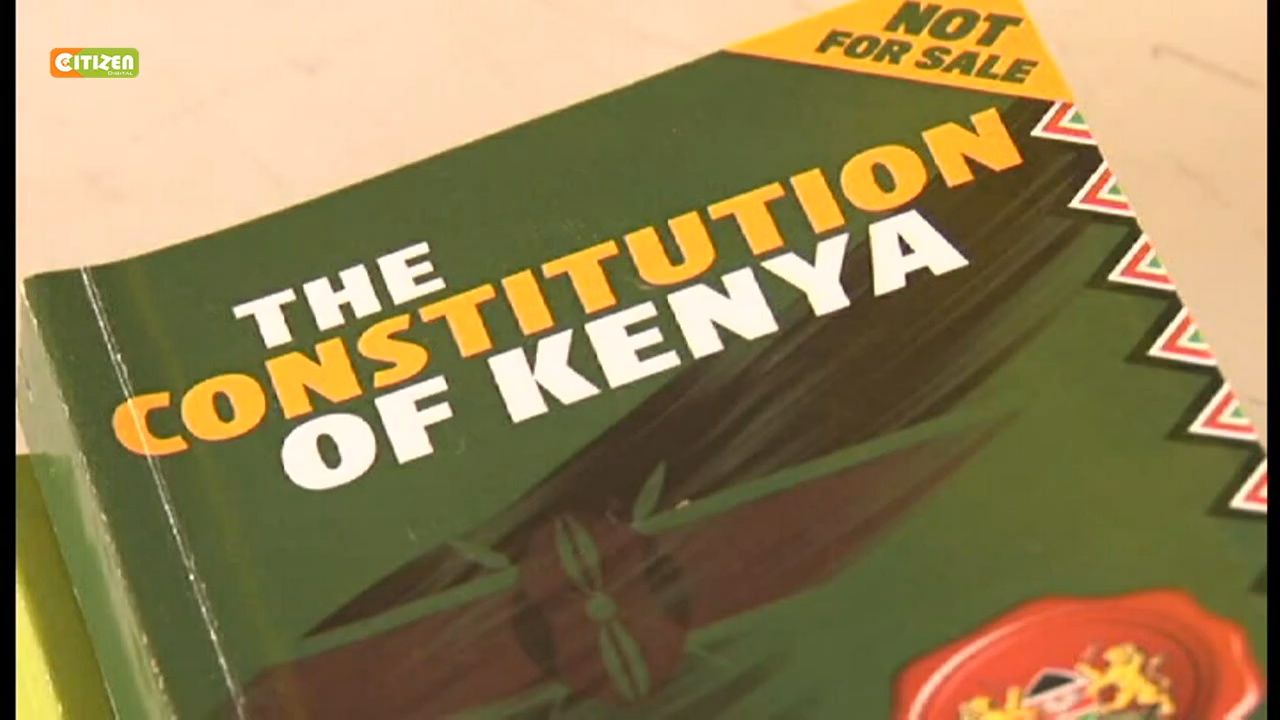 CITIZEN
DIGITAL
NOT
FOR SALE
THE
CONSTITUTION
OF KENYA